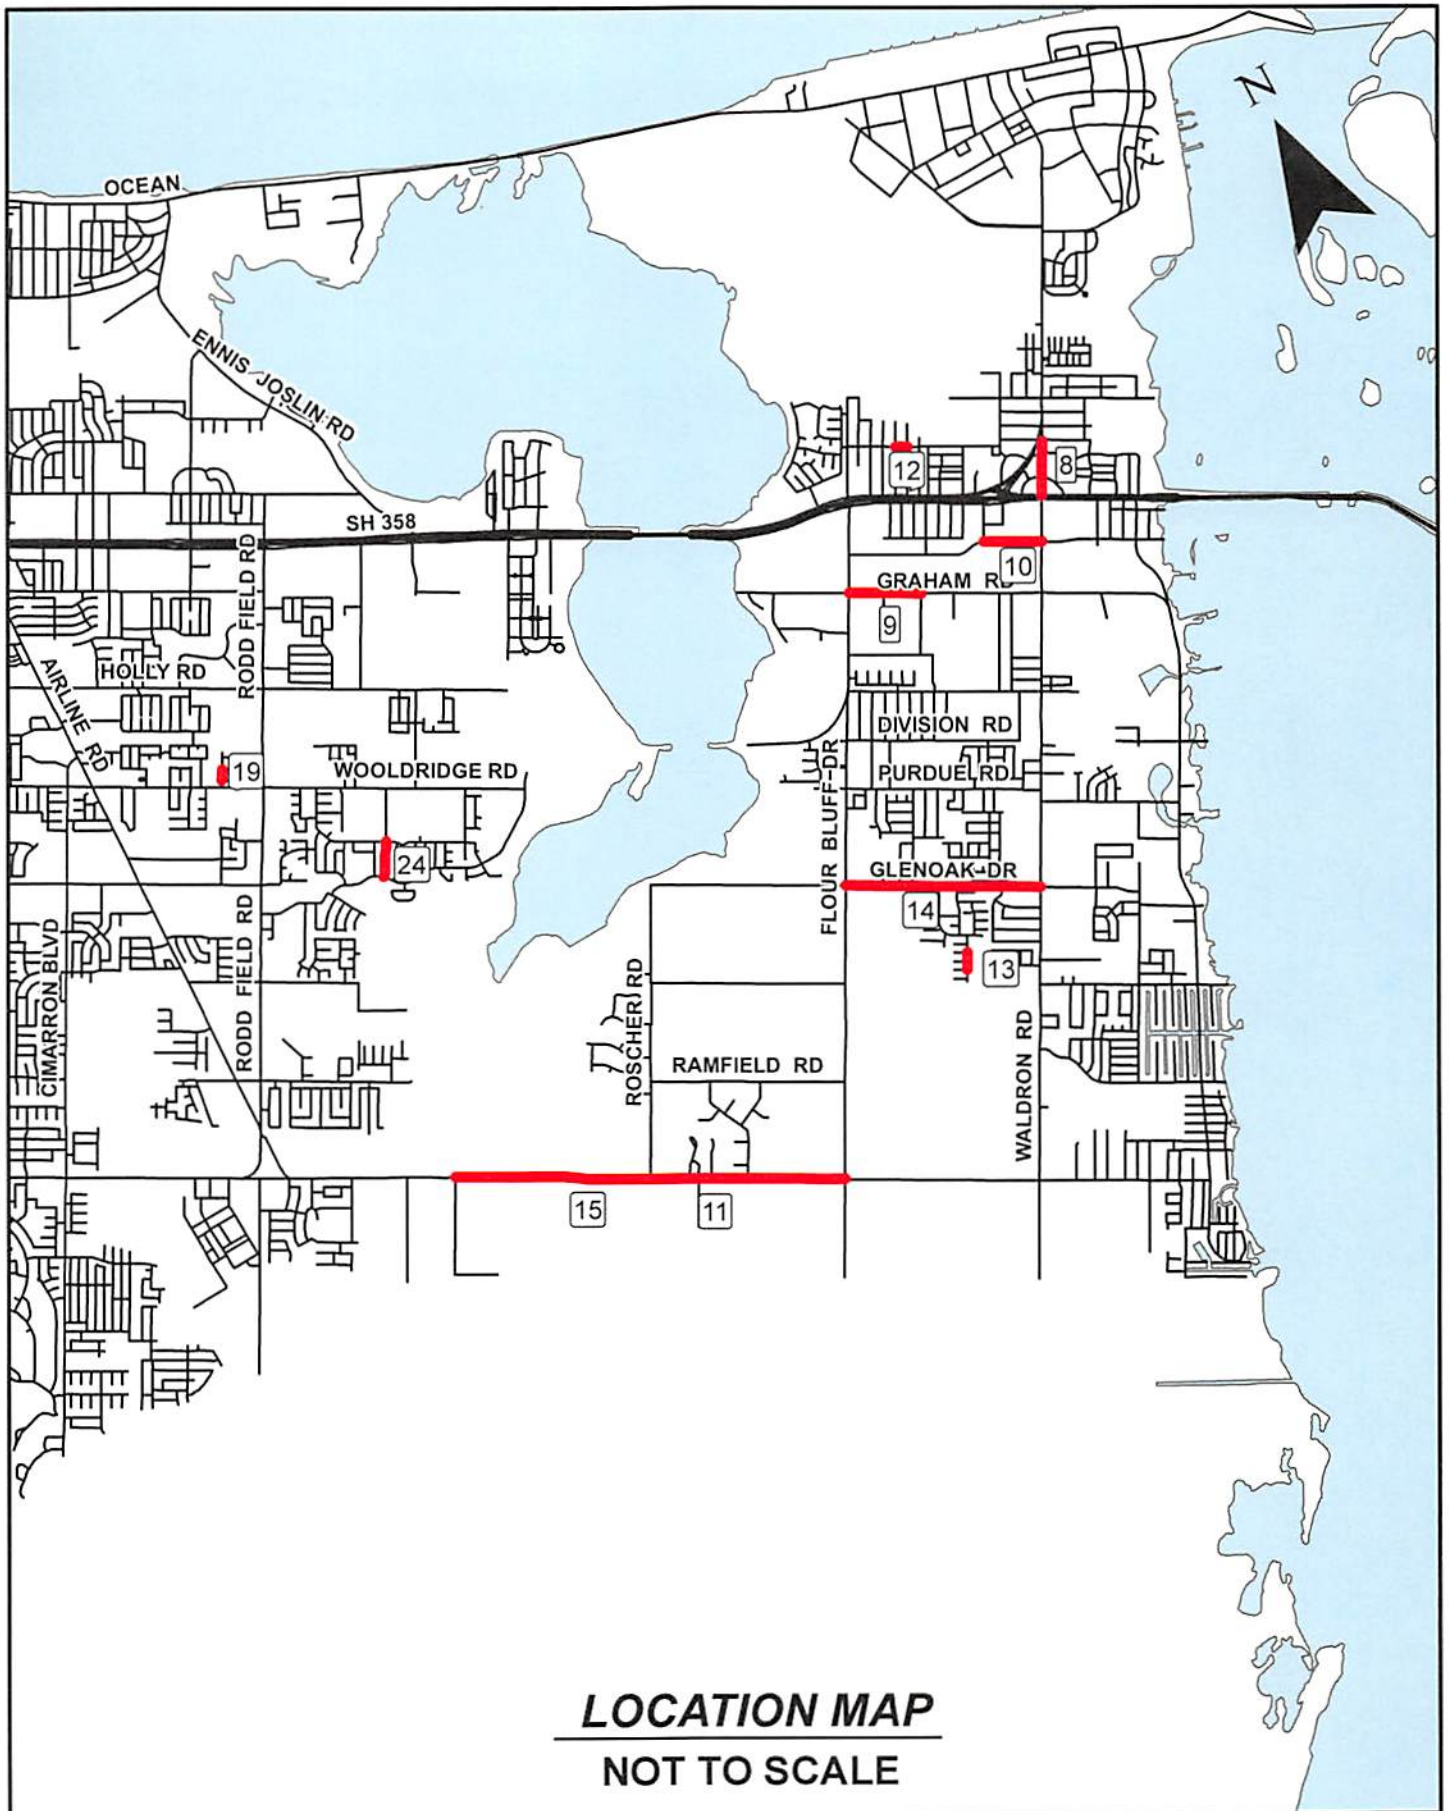 N
OCEAN
ENNIS JOSLIN RD
12
8
SH 358
RODD FIELD RD
10
GRAHAM RD
9
HOLLY RD
AIRLINE RD
DIVISION RD
19
WOOLDRIDGE RD
FLOUR BLUFF DR
PURDUE RD
24
GLENOAK DR
14
CIMARRON BLVD
RODD FIELD RD
13
ROSCHER RD
WALDRON RD
RAMFIELD RD
15
11
LOCATION MAP
NOT TO SCALE